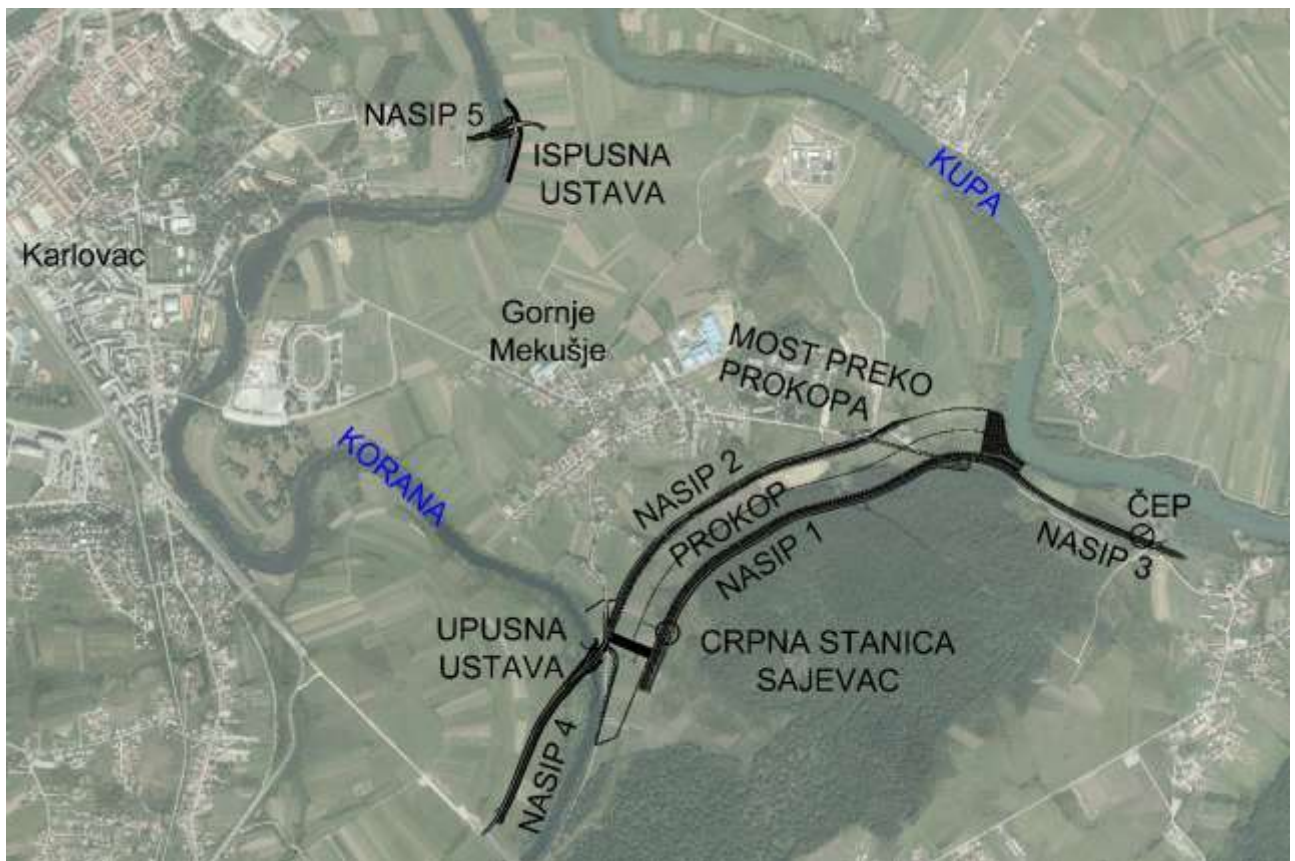 NASIP 5
ISPUSNA
USTAVA
KUPA
Karlovac
Gornje
Mekušje
MOST PREKO
PROKOPA
KORANA
NASIP 2
PROKOP
NASIP 1
ČEP
NASIP 3
UPUSNA
USTAVA
CRPNA STANICA
SAJEVAC
NASIP 4